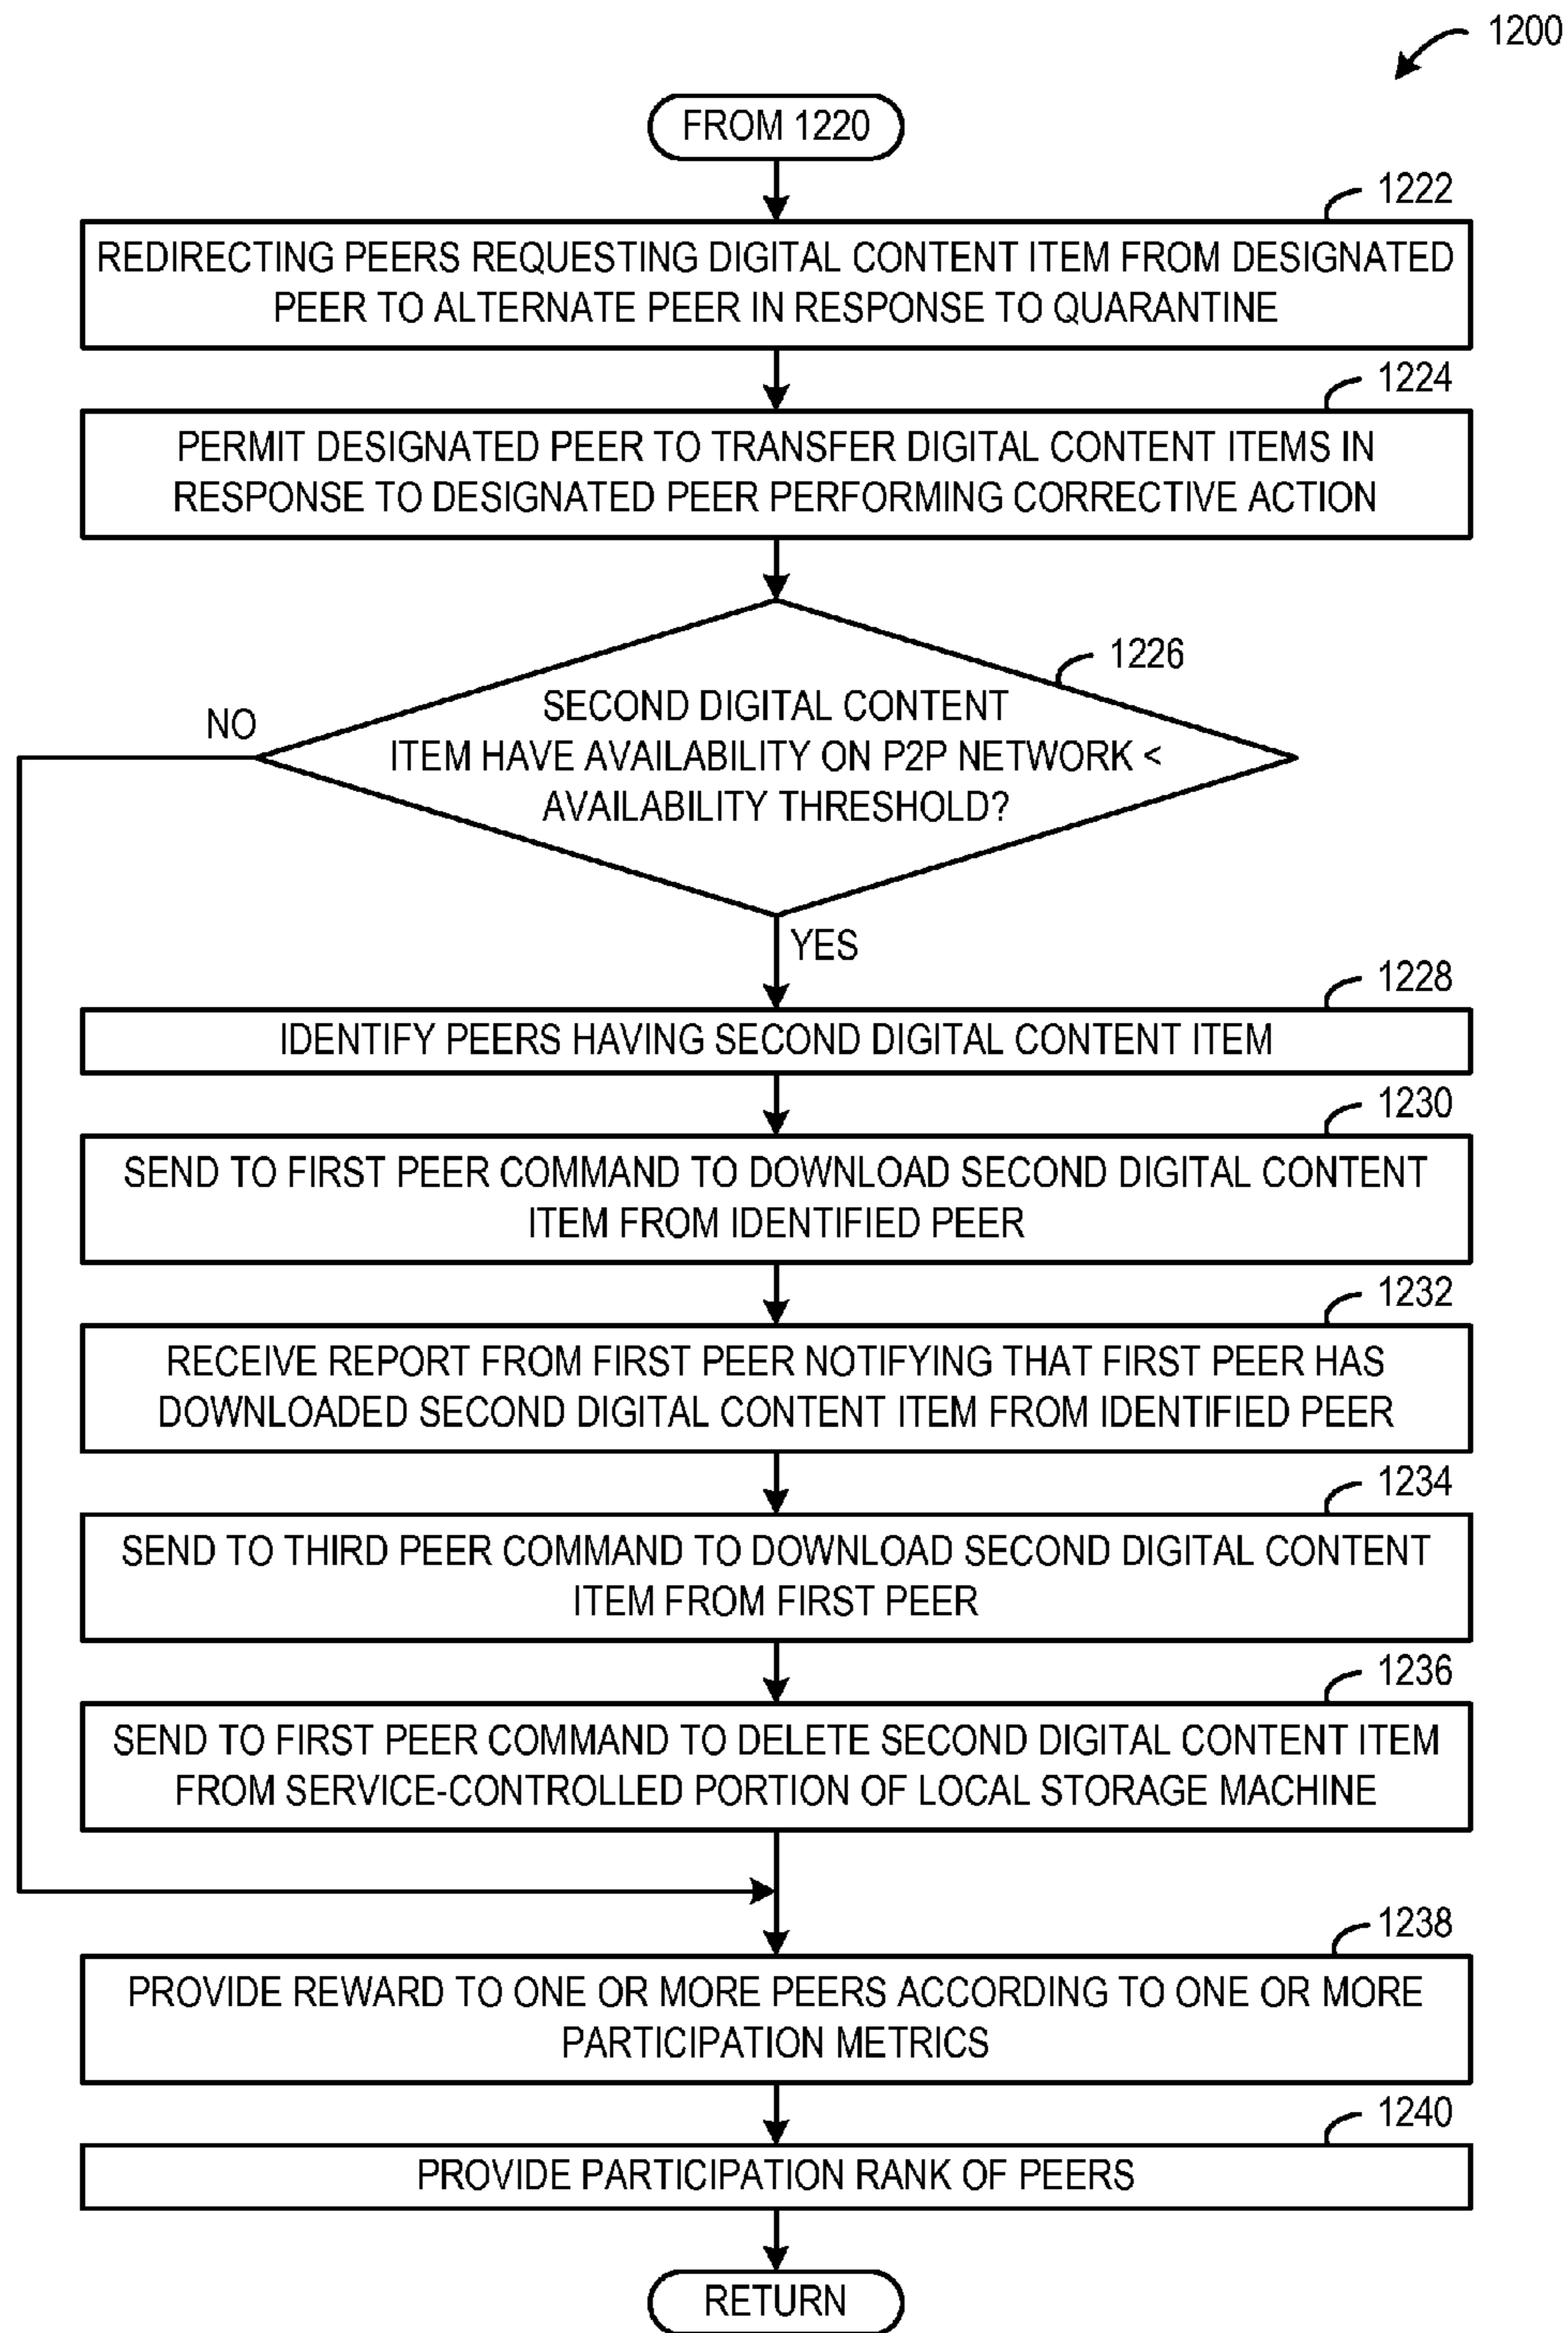 1200
FROM 1220
1222
REDIRECTING PEERS REQUESTING DIGITAL CONTENT ITEM FROM DESIGNATED
PEER TO ALTERNATE PEER IN RESPONSE TO QUARANTINE
1224
PERMIT DESIGNATED PEER TO TRANSFER DIGITAL CONTENT ITEMS IN
RESPONSE TO DESIGNATED PEER PERFORMING CORRECTIVE ACTION
1226
SECOND DIGITAL CONTENT
ITEM HAVE AVAILABILITY ON P2P NETWORK <
AVAILABILITY THRESHOLD?
NO
YES
1228
IDENTIFY PEERS HAVING SECOND DIGITAL CONTENT ITEM
1230
SEND TO FIRST PEER COMMAND TO DOWNLOAD SECOND DIGITAL CONTENT
ITEM FROM IDENTIFIED PEER
1232
RECEIVE REPORT FROM FIRST PEER NOTIFYING THAT FIRST PEER HAS
DOWNLOADED SECOND DIGITAL CONTENT ITEM FROM IDENTIFIED PEER
1234
SEND TO THIRD PEER COMMAND TO DOWNLOAD SECOND DIGITAL CONTENT
ITEM FROM FIRST PEER
1236
SEND TO FIRST PEER COMMAND TO DELETE SECOND DIGITAL CONTENT ITEM
FROM SERVICE-CONTROLLED PORTION OF LOCAL STORAGE MACHINE
1238
PROVIDE REWARD TO ONE OR MORE PEERS ACCORDING TO ONE OR MORE
PARTICIPATION METRICS
1240
PROVIDE PARTICIPATION RANK OF PEERS
RETURN